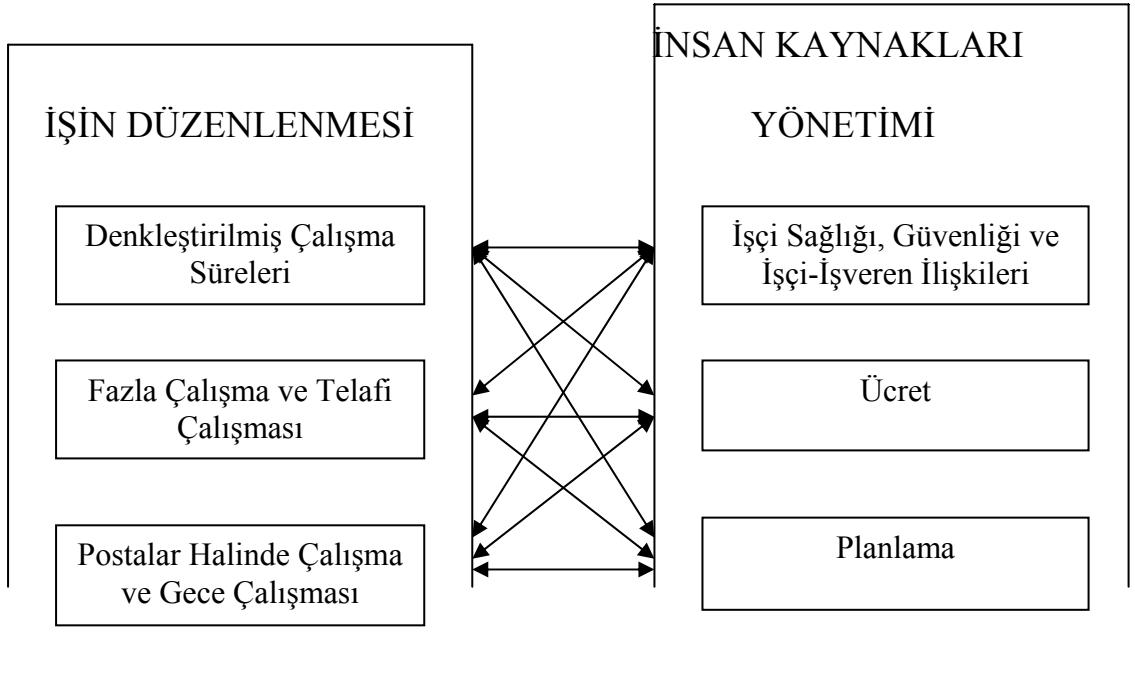 İŞİN DÜZENLENMESİ
Denkleştirilmiş Çalışma
Süreleri
Fazla Çalışma ve Telafi
Çalışması
Postalar Halinde Çalışma
ve Gece Çalışması
İNSAN KAYNAKLARI
YÖNETİMİ
İşçi Sağlığı, Güvenliği ve
İşçi-İşveren İlişkileri
Ücret
Planlama